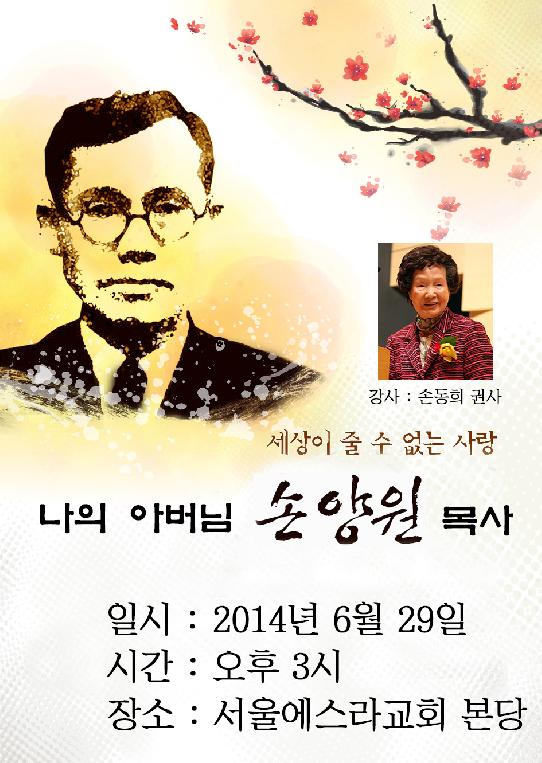 강사 : 손동희 권사
세상이 줄 수 없는 사랑
나의 아버님 손양원 목사
일시 : 2014년 6월 29일
시간 : 오후 3시
장소 : 서울에스라교회 본당